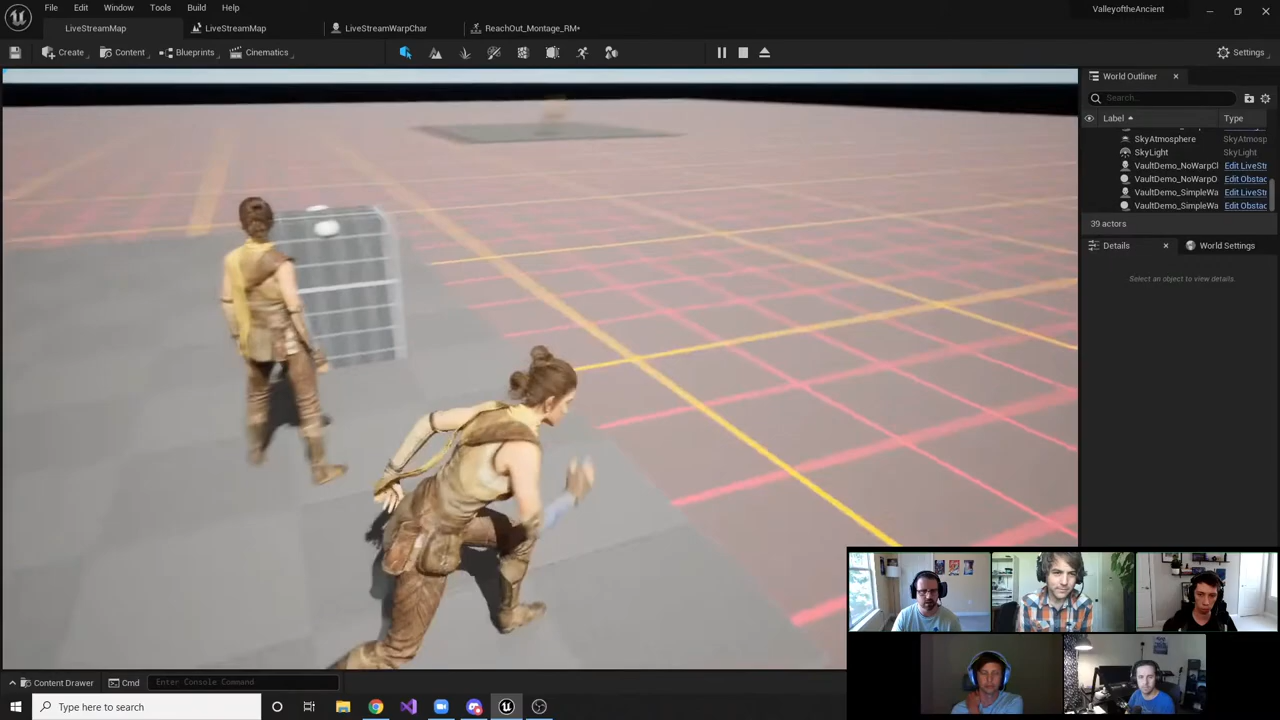 File Edit Window Tools Build Help
ValleyoftheAncient
LiveStreamMap LiveStreamMap LiveStreamWarpChar ReachOut_Montage_RM*
Create Content Blueprints Cinematics Settings
World Outliner
Search...
Label Type
SkyAtmosphere SkyAtmosp
SkyLight SkyLight
VaultDemo_NoWarpCl Edit LiveStr
VaultDemo_NoWarpO Edit Obstac
VaultDemo_SimpleWa Edit LiveStr
VaultDemo_SimpleWa Edit Obstac
39 actors
Details World Settings
Select an object to view details.
Content Drawer Cmd Enter Console Command
Type here to search